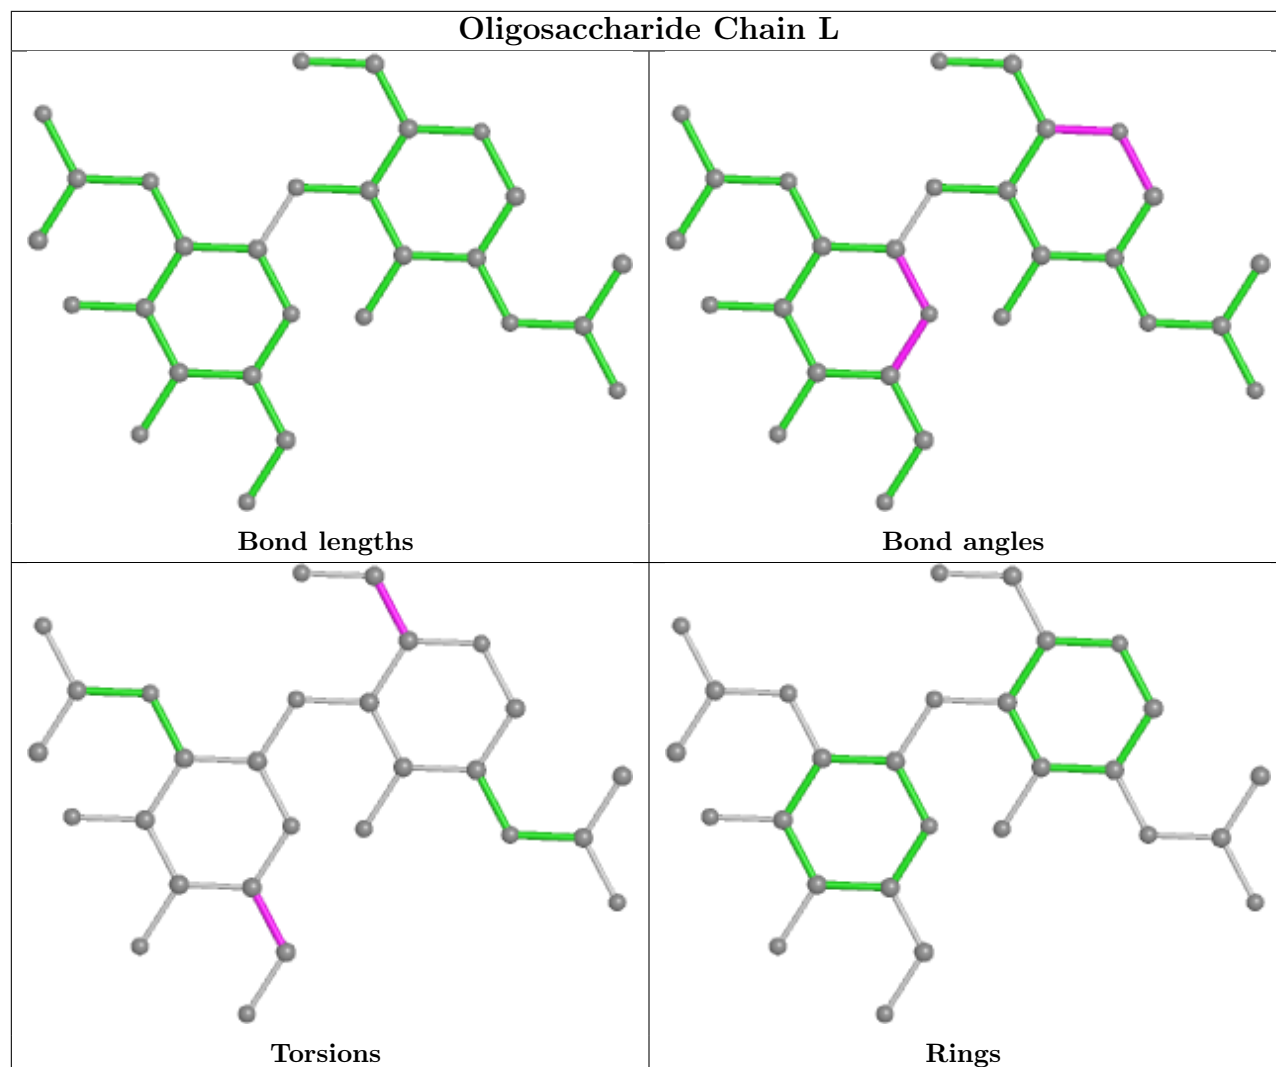 Oligosaccharide Chain L
Bond lengths
Bond angles
Torsions
Rings